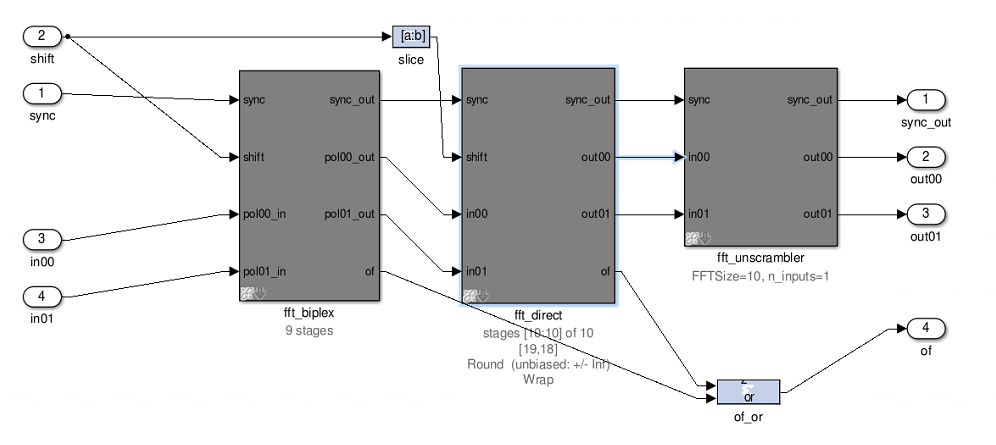 2
shift
[a:b]
slice
1
sync
3
in00
4
in01
sync
shift
pol00_in
pol01_in
sync_out
pol00_out
pol01_out
of
fft_biplex
9 stages
sync
shift
in00
in01
sync_out
out00
out01
of
fft_direct
stages [10:10] of 10
[19,18]
Round (unbiased: +/- Inf)
Wrap
sync
in00
in01
sync_out
out00
out01
fft_unscrambler
FFTSize=10, n_inputs=1
1
sync_out
2
out00
3
out01
4
of
or
of_or